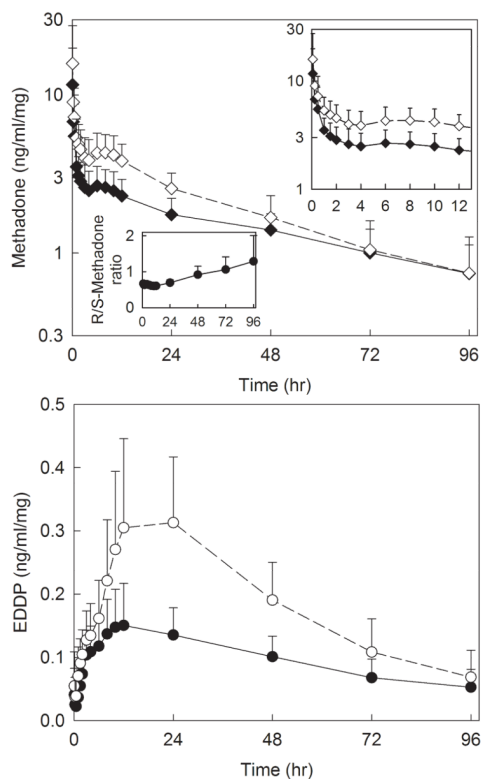 30
10
3
1
0.3
Methadone (ng/ml/mg)
30
10
3
1
0 2 4 6 8 10 12
2
1
0
R/S-Methadone
ratio
0 24 48 72 96
0 24 48 72 96
Time (hr)
0.5
0.4
0.3
0.2
0.1
0.0
EDDP (ng/ml/mg)
0 24 48 72 96
Time (hr)